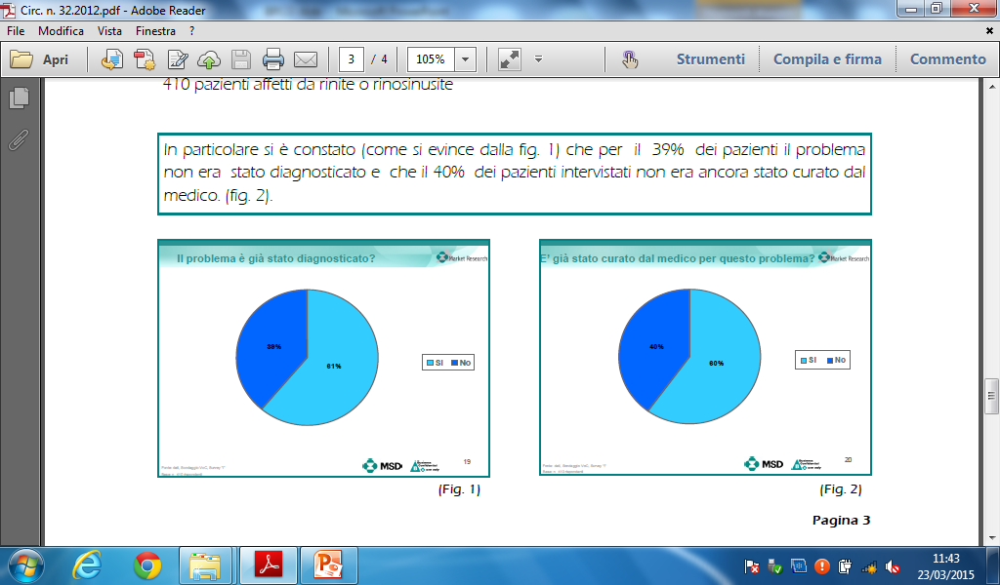 Circ. n. 32.2012.pdf - Adobe Reader
File Modifica Vista Finestra ?
Apri 3 / 4 105% Strumenti Compila e firma Commento
410 pazienti affetti da rinite o rinosinusite
In particolare si è constato (come si evince dalla fig. 1) che per il 39% dei pazienti il problema
non era stato diagnosticato e che il 40% dei pazienti intervistati non era ancora stato curato dal
medico. (fig. 2).
Il problema è già stato diagnosticato? Market Research
39%
61%
SI No
MSD
19
(Fig. 1)
E' già stato curato dal medico per questo problema? Market Research
40%
60%
SI No
MSD
20
(Fig. 2)
Pagina 3
11:43
23/03/2015